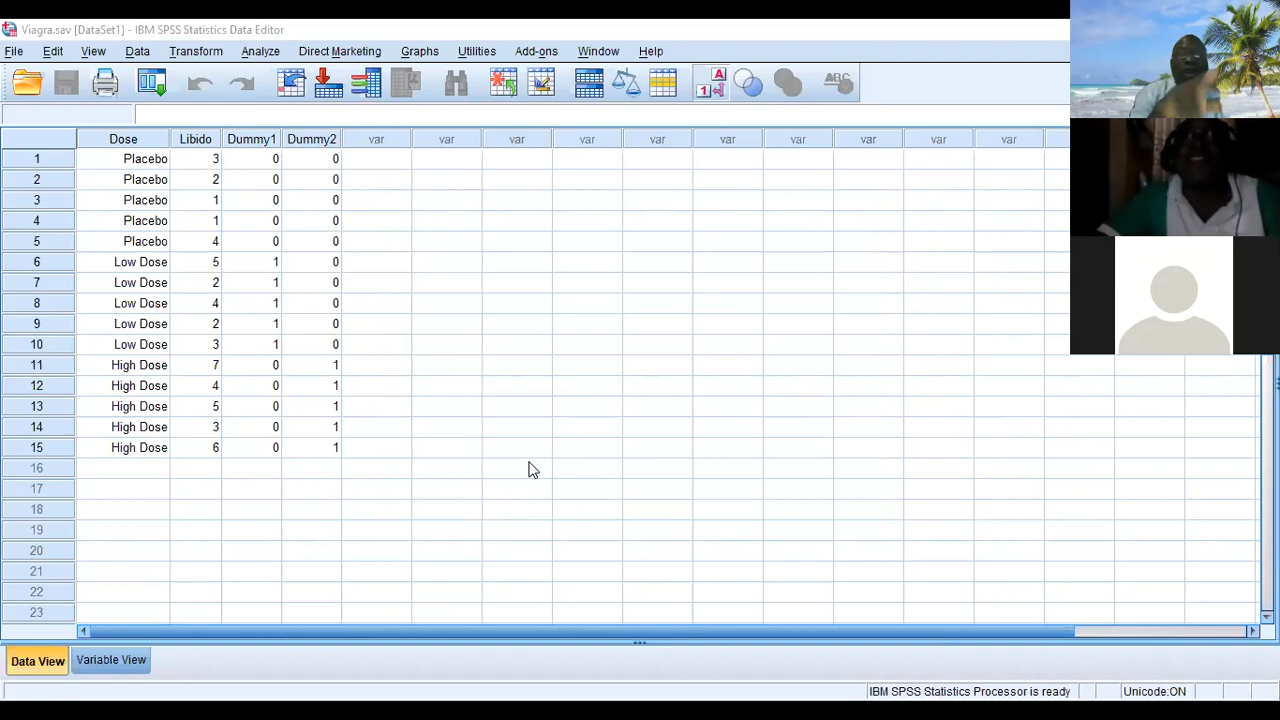 Viagra.sav [DataSet1] - IBM SPSS Statistics Data Editor
File Edit View Data Transform Analyze Direct Marketing Graphs Utilities Add-ons Window Help
A
1
ABC
Dose Libido Dummy1 Dummy2 var var var var var var var var var var
1 Placebo 3 0 0
2 Placebo 2 0 0
3 Placebo 1 0 0
4 Placebo 1 0 0
5 Placebo 4 0 0
6 Low Dose 5 1 0
7 Low Dose 2 1 0
8 Low Dose 4 1 0
9 Low Dose 2 1 0
10 Low Dose 3 1 0
11 High Dose 7 0 1
12 High Dose 4 0 1
13 High Dose 5 0 1
14 High Dose 3 0 1
15 High Dose 6 0 1
16
17
18
19
20
21
22
23
Data View Variable View
IBM SPSS Statistics Processor is ready Unicode:ON